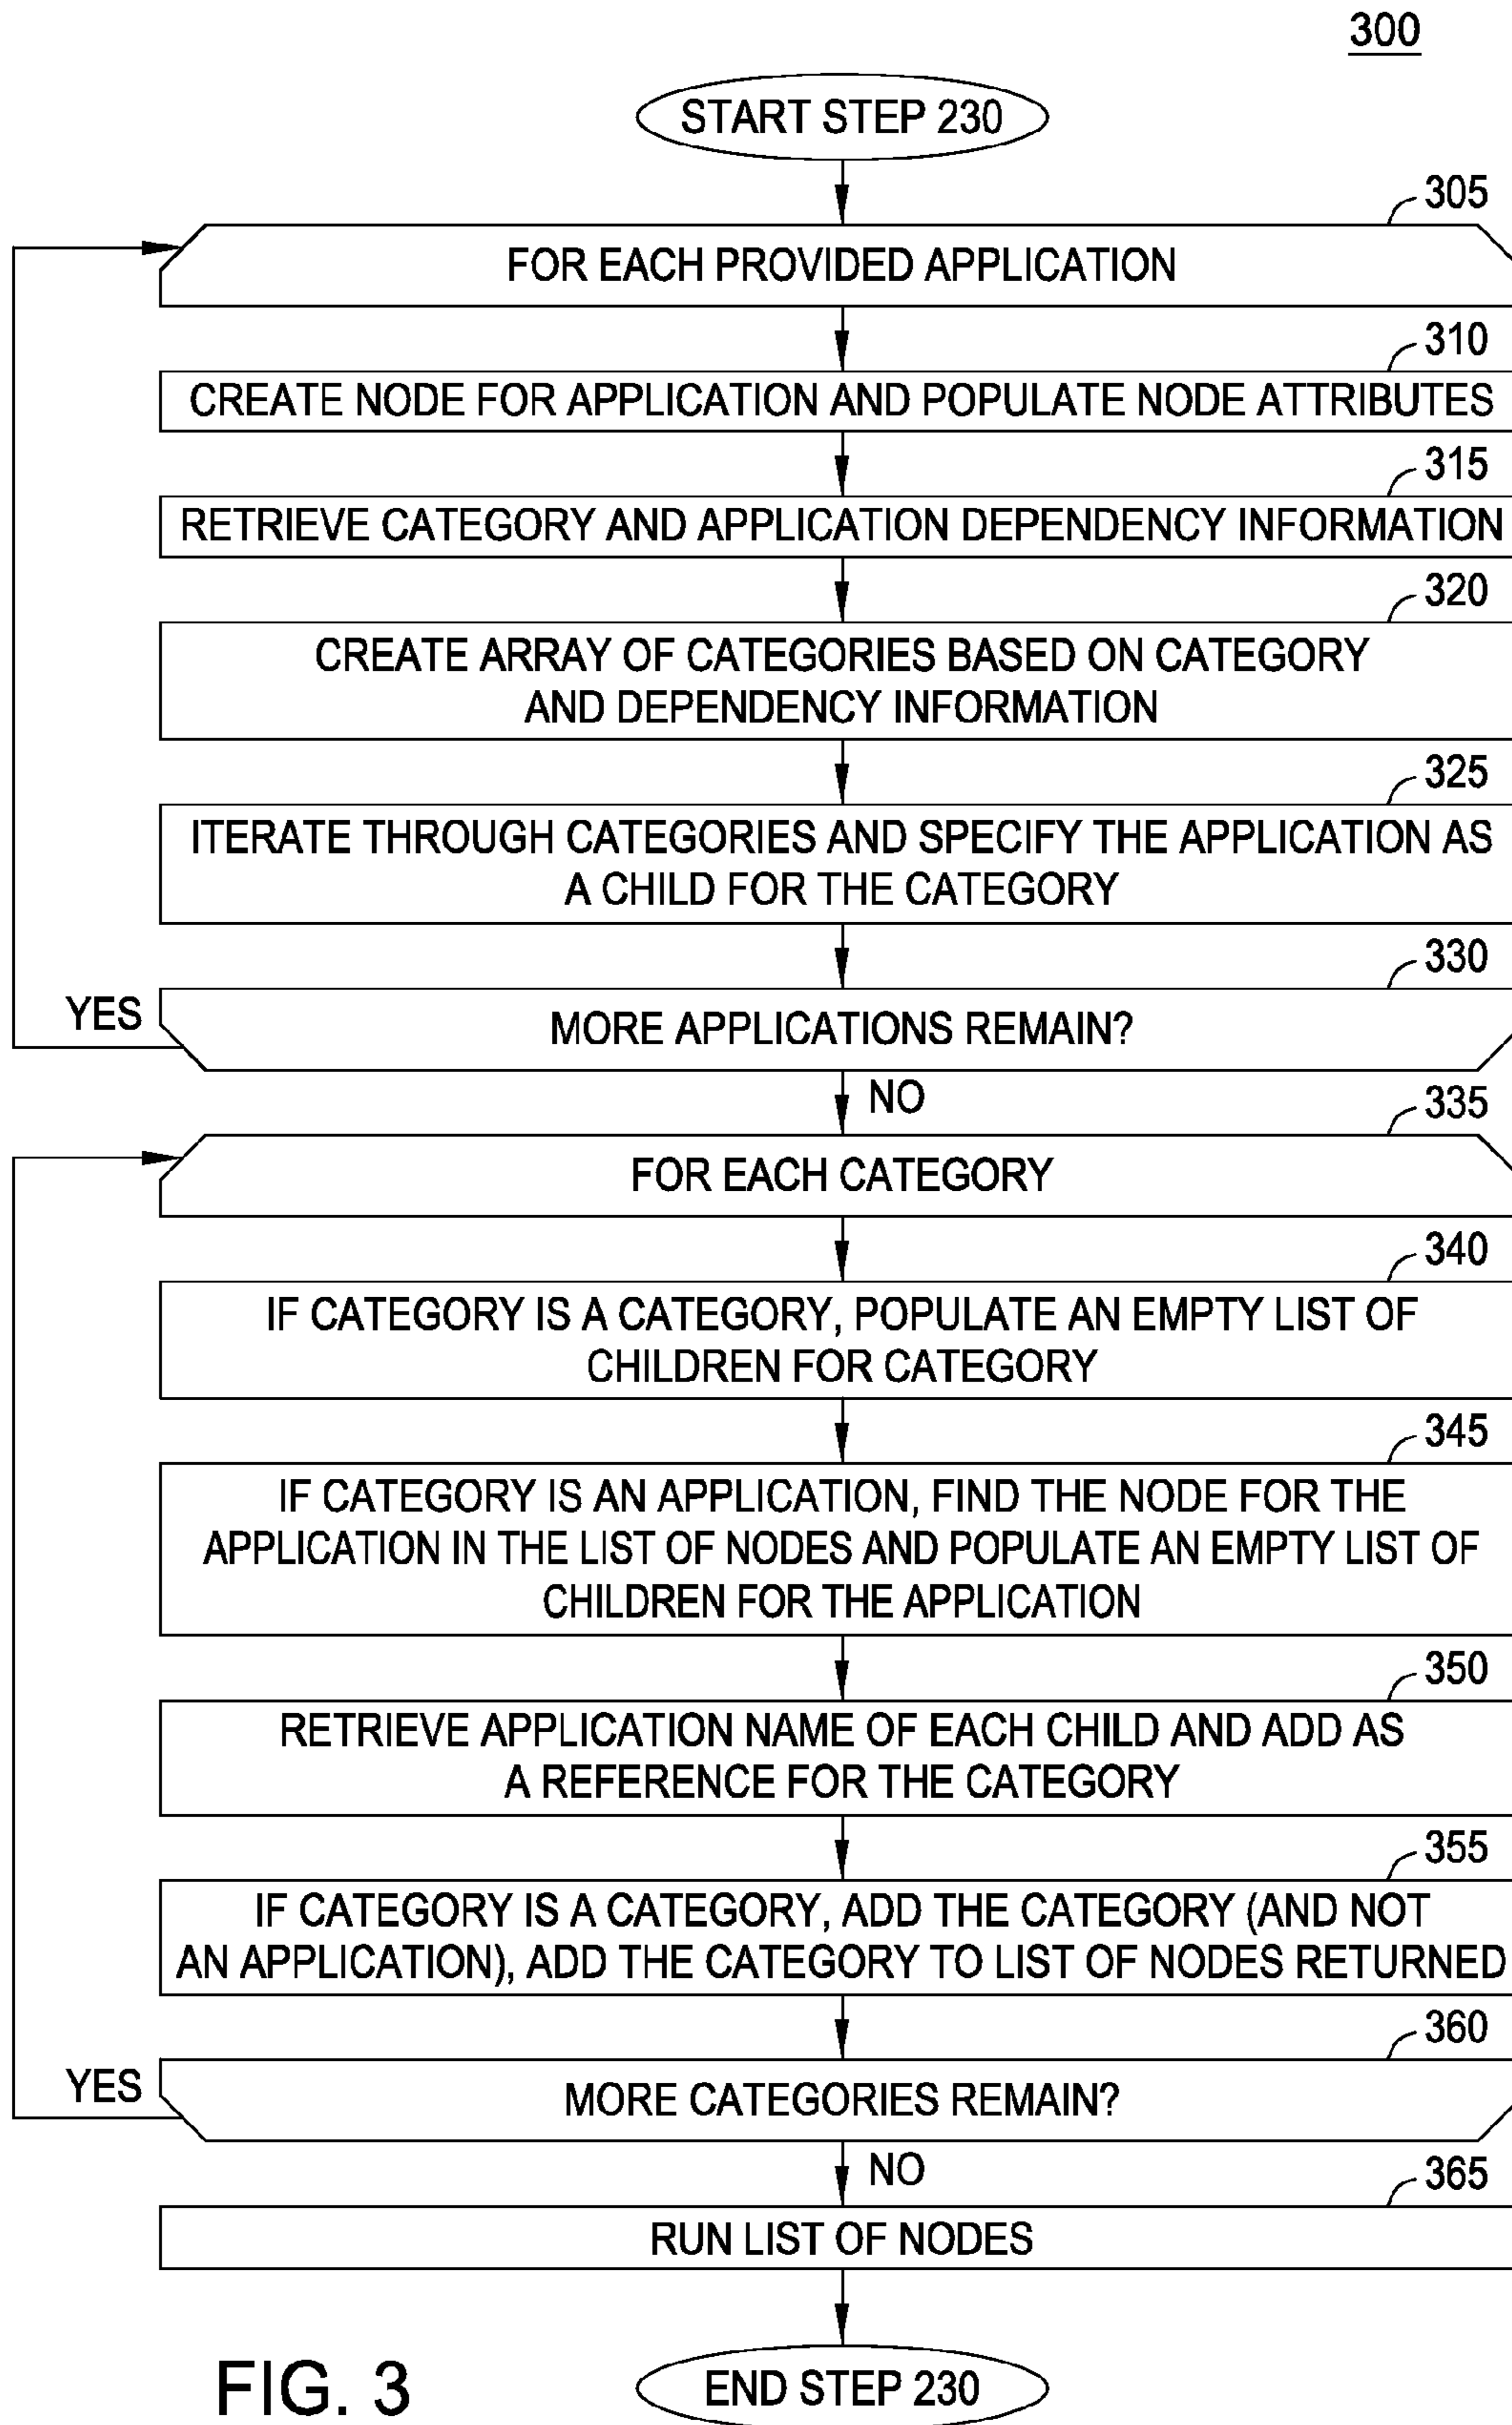 300
START STEP 230
305
FOR EACH PROVIDED APPLICATION
310
CREATE NODE FOR APPLICATION AND POPULATE NODE ATTRIBUTES
315
RETRIEVE CATEGORY AND APPLICATION DEPENDENCY INFORMATION
320
CREATE ARRAY OF CATEGORIES BASED ON CATEGORY
AND DEPENDENCY INFORMATION
325
ITERATE THROUGH CATEGORIES AND SPECIFY THE APPLICATION AS
A CHILD FOR THE CATEGORY
330
YES
MORE APPLICATIONS REMAIN?
NO
335
FOR EACH CATEGORY
340
IF CATEGORY IS A CATEGORY, POPULATE AN EMPTY LIST OF
CHILDREN FOR CATEGORY
345
IF CATEGORY IS AN APPLICATION, FIND THE NODE FOR THE
APPLICATION IN THE LIST OF NODES AND POPULATE AN EMPTY LIST OF
CHILDREN FOR THE APPLICATION
350
RETRIEVE APPLICATION NAME OF EACH CHILD AND ADD AS
A REFERENCE FOR THE CATEGORY
355
IF CATEGORY IS A CATEGORY, ADD THE CATEGORY (AND NOT
AN APPLICATION), ADD THE CATEGORY TO LIST OF NODES RETURNED
360
YES
MORE CATEGORIES REMAIN?
NO
365
RUN LIST OF NODES
END STEP 230
FIG. 3